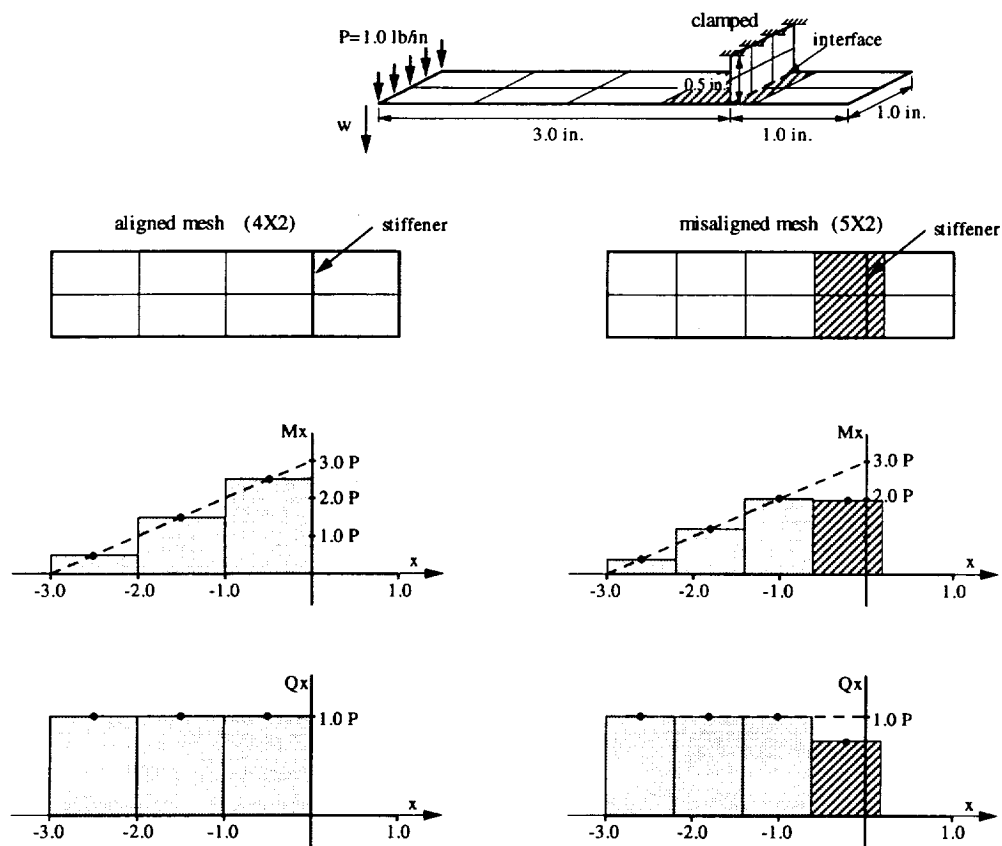 clamped
P=1.0 lb/in
interface
0.5 in.
w
3.0 in.
1.0 in.
1.0 in.
aligned mesh (4X2)
stiffener
misaligned mesh (5X2)
stiffener
Mx
3.0 P
2.0 P
1.0 P
x
-3.0
-2.0
-1.0
1.0
Mx
3.0 P
2.0 P
x
-3.0
-2.0
-1.0
1.0
Qx
1.0 P
x
-3.0
-2.0
-1.0
1.0
Qx
1.0 P
x
-3.0
-2.0
-1.0
1.0